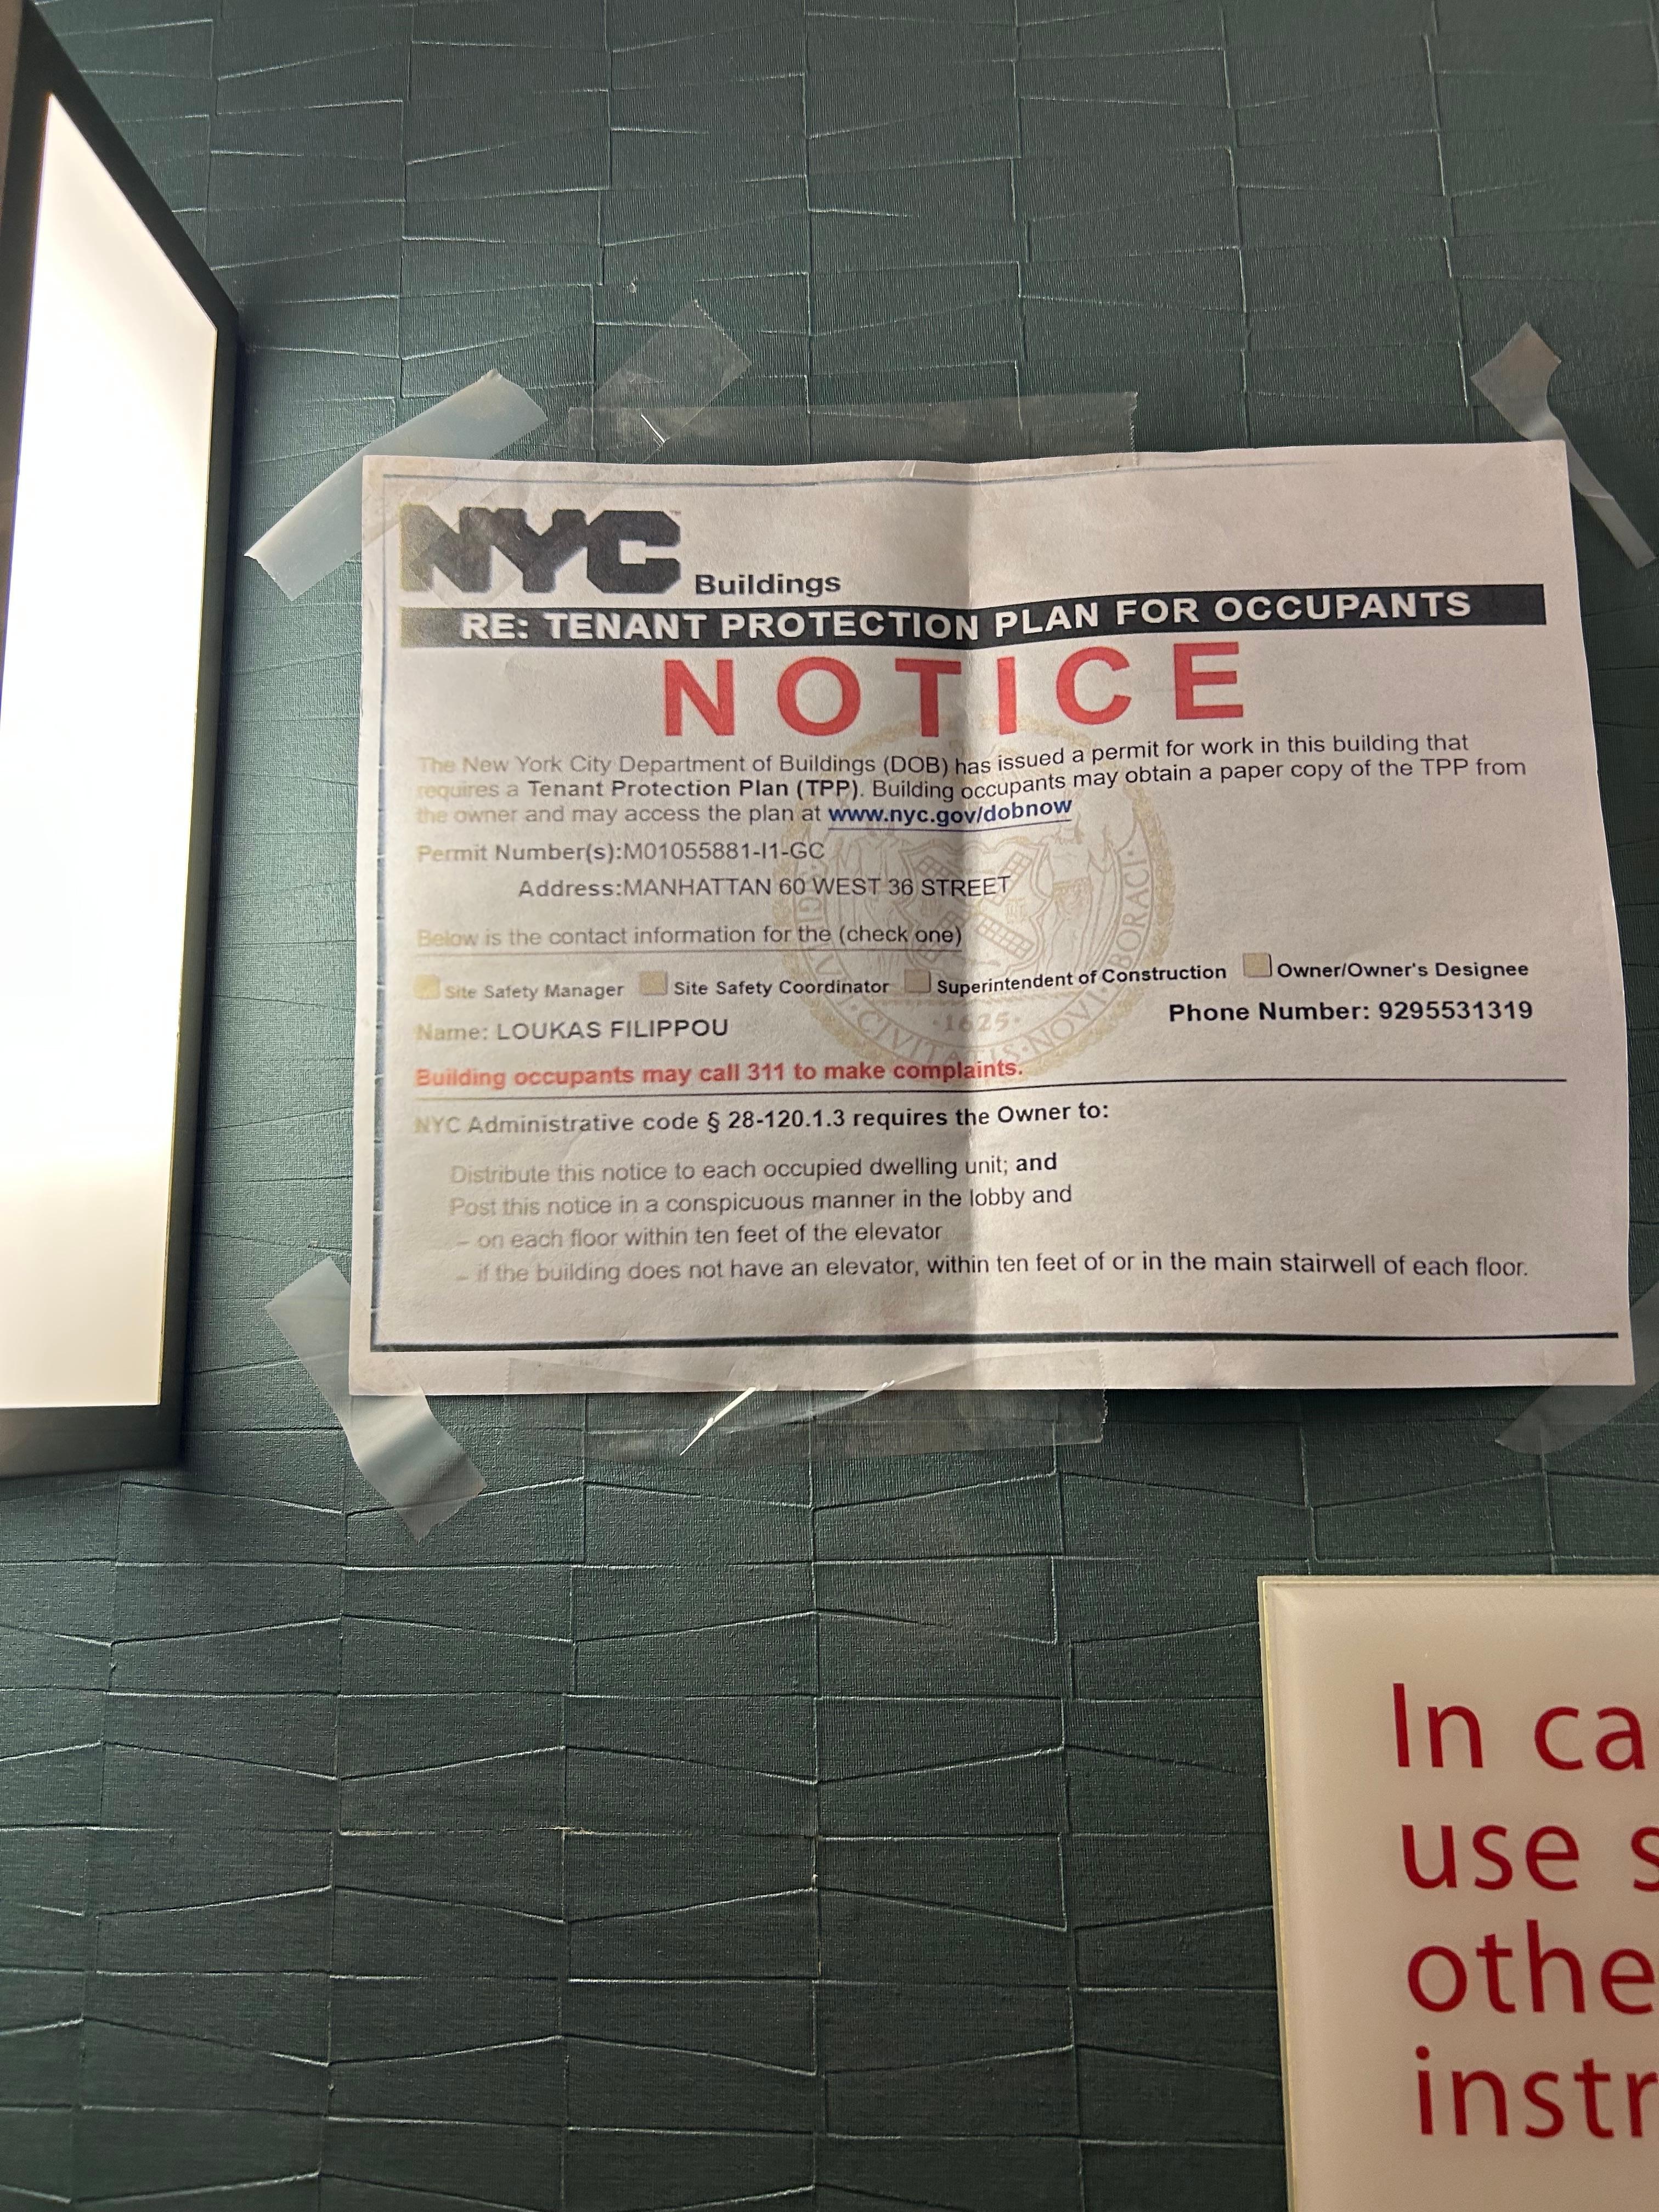 NYC
Buildings
RE: TENANT PROTECTION PLAN FOR OCCUPANTS
NOTICE
The New York City Department of Buildings (DOB) has issued a permit for work in this building that
requires a Tenant Protection Plan (TPP). Building occupants may obtain a paper copy of the TPP from
the owner and may access the plan at www.nyc.gov/dobnow
Permit Number(s):M01055881-I1-GC
Address:MANHATTAN 60 WEST 36 STREET
Below is the contact information for the (check one)
Site Safety Manager Site Safety Coordinator Superintendent of Construction Owner/Owner's Designee
Name: LOUKAS FILIPPOU Phone Number: 9295531319
Building occupants may call 311 to make complaints.
NYC Administrative code § 28-120.1.3 requires the Owner to:
Distribute this notice to each occupied dwelling unit; and
Post this notice in a conspicuous manner in the lobby and
– on each floor within ten feet of the elevator
– if the building does not have an elevator, within ten feet of or in the main stairwell of each floor.
In ca
use s
othe
instr